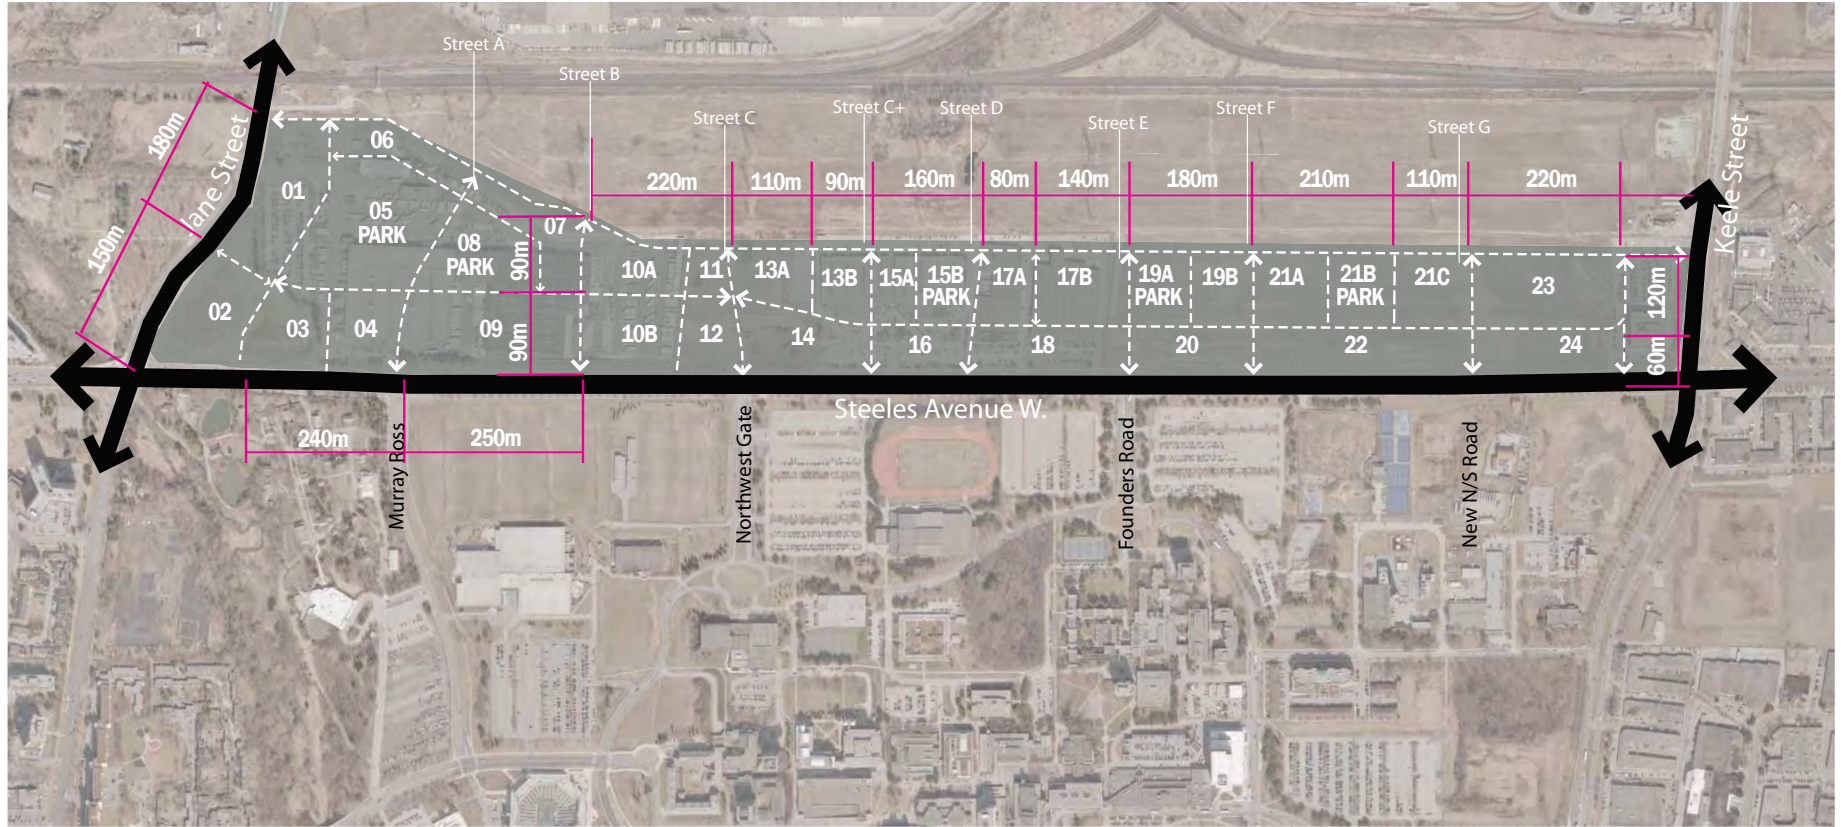 Street A
Street B
Street C
Street C+
Street D
Street E
Street F
Street G
180m
150m
Jane Street
Keele Street
220m
110m
90m
160m
80m
140m
180m
210m
110m
220m
01
02
03
04
05
PARK
06
07
08
PARK
09
90m
90m
10A
10B
11
12
13A
13B
14
15A
15B
PARK
16
17A
17B
18
19A
PARK
19B
20
21A
21B
PARK
21C
22
23
24
120m
60m
Steeles Avenue W.
240m
250m
Murray Ross
Northwest Gate
Founders Road
New N/S Road